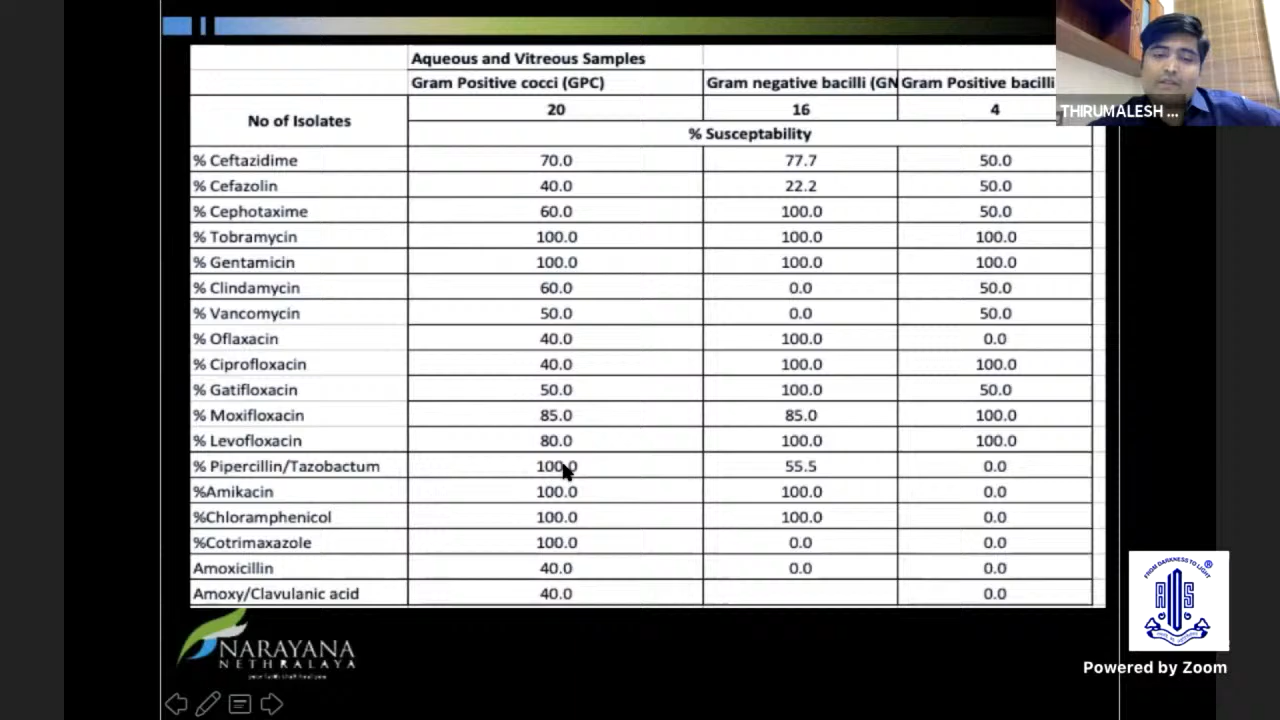 Aqueous and Vitreous Samples
Gram Positive cocci (GPC) Gram negative bacilli (GN Gram Positive bacilli
No of Isolates 20 16 4
% Susceptability
% Ceftazidime 70.0 77.7 50.0
% Cefazolin 40.0 22.2 50.0
% Cephotaxime 60.0 100.0 50.0
% Tobramycin 100.0 100.0 100.0
% Gentamicin 100.0 100.0 100.0
% Clindamycin 60.0 0.0 50.0
% Vancomycin 50.0 0.0 50.0
% Oflaxacin 40.0 100.0 0.0
% Ciprofloxacin 40.0 100.0 100.0
% Gatifloxacin 50.0 100.0 50.0
% Moxifloxacin 85.0 85.0 100.0
% Levofloxacin 80.0 100.0 100.0
% Pipercillin/Tazobactum 100.0 55.5 0.0
%Amikacin 100.0 100.0 0.0
%Chloramphenicol 100.0 100.0 0.0
%Cotrimaxazole 100.0 0.0 0.0
Amoxicillin 40.0 0.0 0.0
Amoxy/Clavulanic acid 40.0 0.0
THIRUMALESH ...
NARAYANA
NETHRALAYA
FROM DARKNESS TO LIGHT
®
AIOS
Powered by Zoom